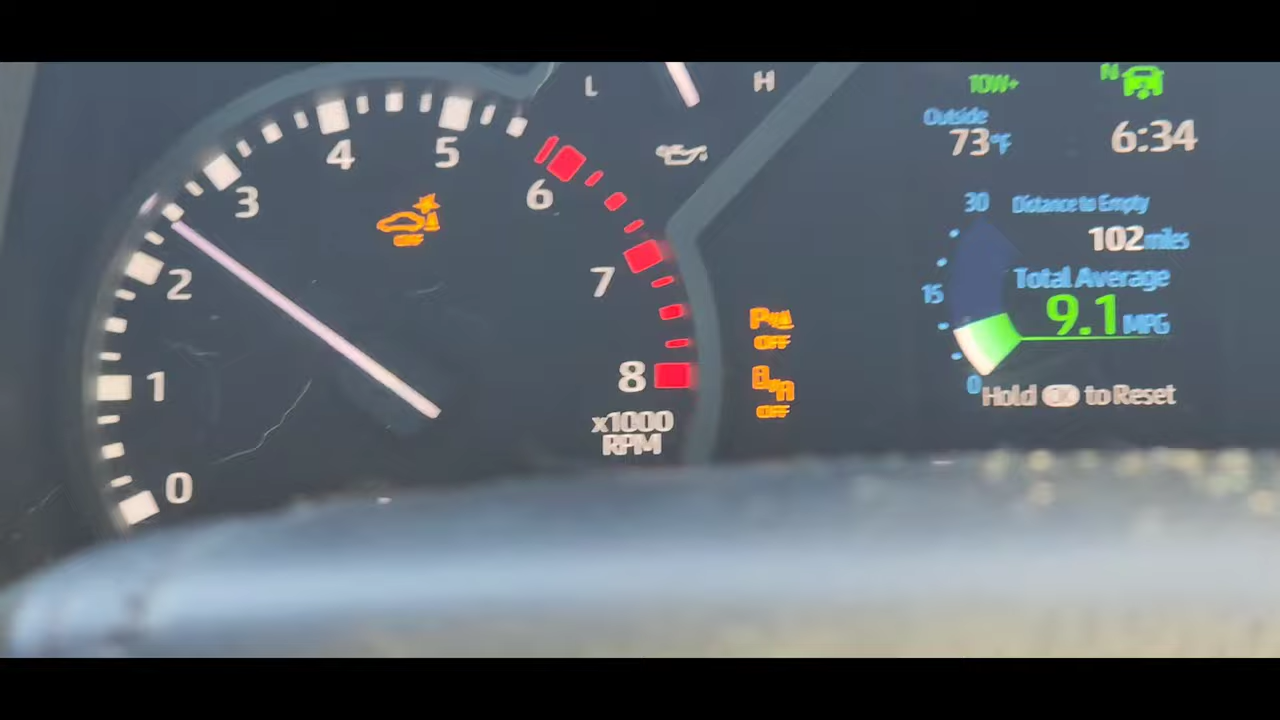 L H
10W+ N
Outside
73°F 6:34
0 1 2 3 4 5 6 7 8
x1000
RPM
OFF
P OFF
OFF
30
15
0
Distance to Empty
102 miles
Total Average
9.1 MPG
Hold OK to Reset